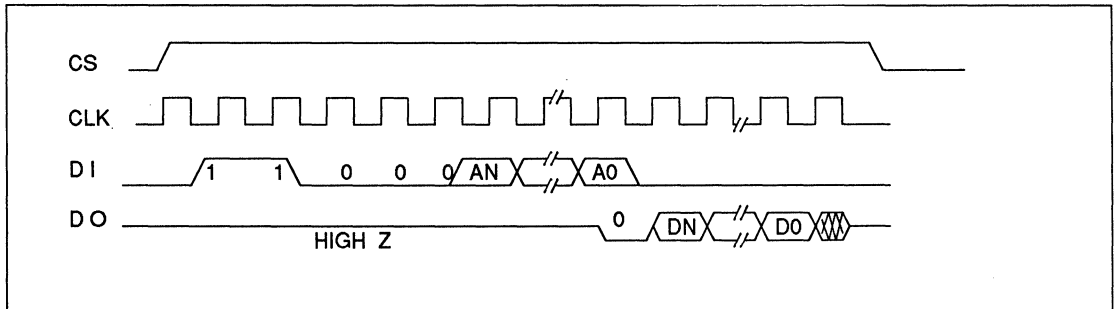 CS
CLK
DI 1 1 0 0 0 AN A0
DO 0 DN D0
HIGH Z